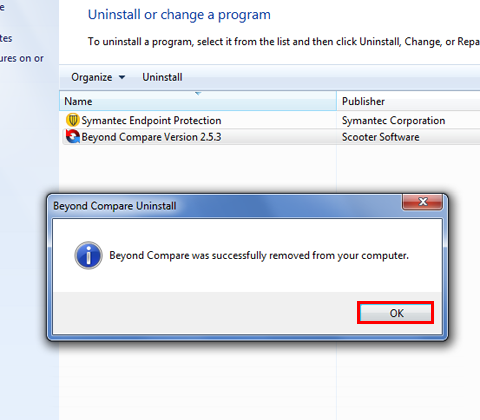 e
Uninstall or change a program
tes
To uninstall a program, select it from the list and then click Uninstall, Change, or Repa
ures on or
Organize Uninstall
Name Publisher
Symantec Endpoint Protection Symantec Corporation
Beyond Compare Version 2.5.3 Scooter Software
Beyond Compare Uninstall
Beyond Compare was successfully removed from your computer.
OK